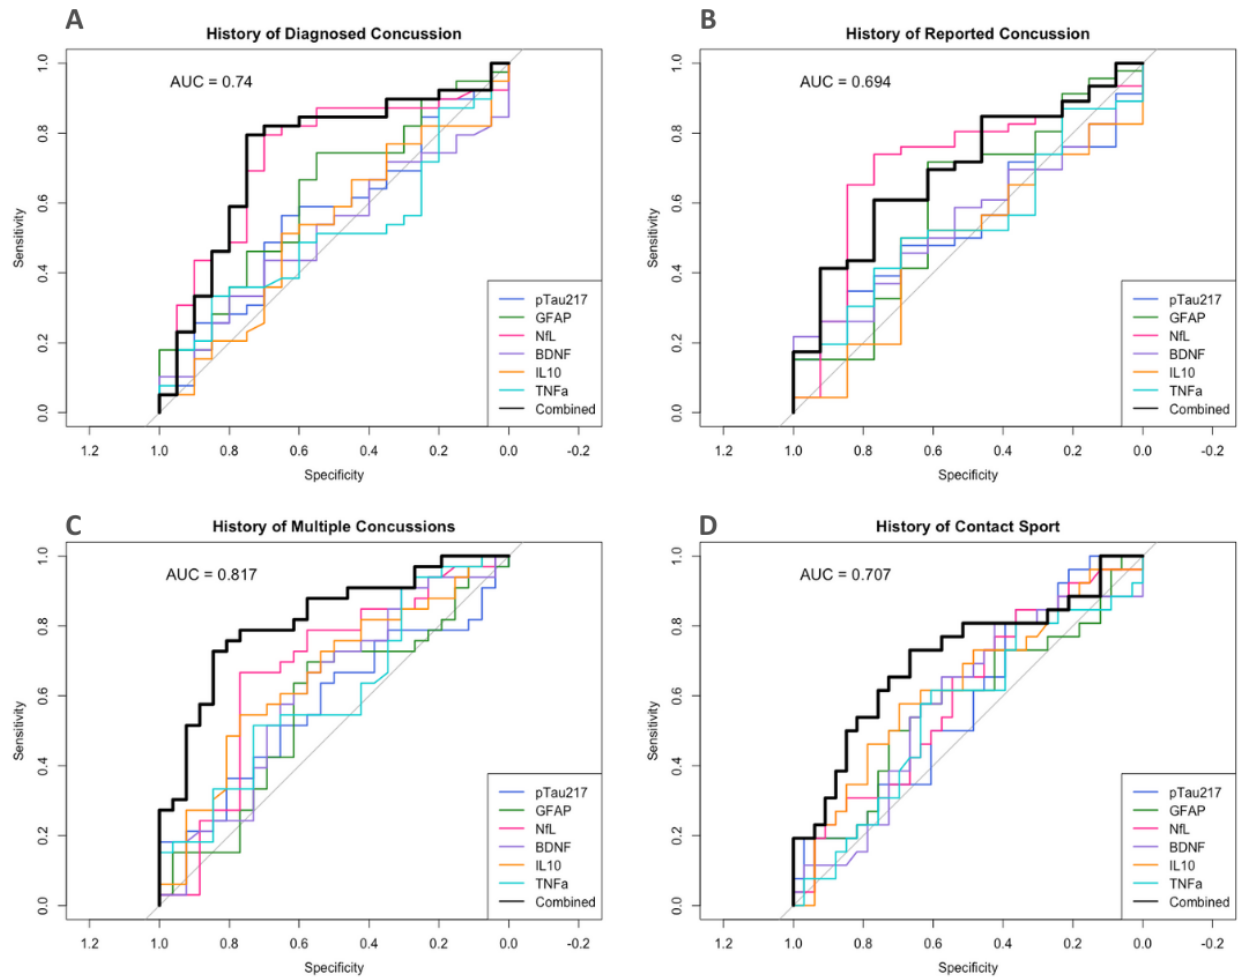 A
History of Diagnosed Concussion
AUC = 0.74
Sensitivity
1.0
0.8
0.6
0.4
0.2
0.0
pTau217
GFAP
NfL
BDNF
IL10
TNFa
Combined
1.2 1.0 0.8 0.6 0.4 0.2 0.0 -0.2
Specificity
B
History of Reported Concussion
AUC = 0.694
Sensitivity
1.0
0.8
0.6
0.4
0.2
0.0
pTau217
GFAP
NfL
BDNF
IL10
TNFa
Combined
1.2 1.0 0.8 0.6 0.4 0.2 0.0 -0.2
Specificity
C
History of Multiple Concussions
AUC = 0.817
Sensitivity
1.0
0.8
0.6
0.4
0.2
0.0
pTau217
GFAP
NfL
BDNF
IL10
TNFa
Combined
1.2 1.0 0.8 0.6 0.4 0.2 0.0 -0.2
Specificity
D
History of Contact Sport
AUC = 0.707
Sensitivity
1.0
0.8
0.6
0.4
0.2
0.0
pTau217
GFAP
NfL
BDNF
IL10
TNFa
Combined
1.2 1.0 0.8 0.6 0.4 0.2 0.0 -0.2
Specificity